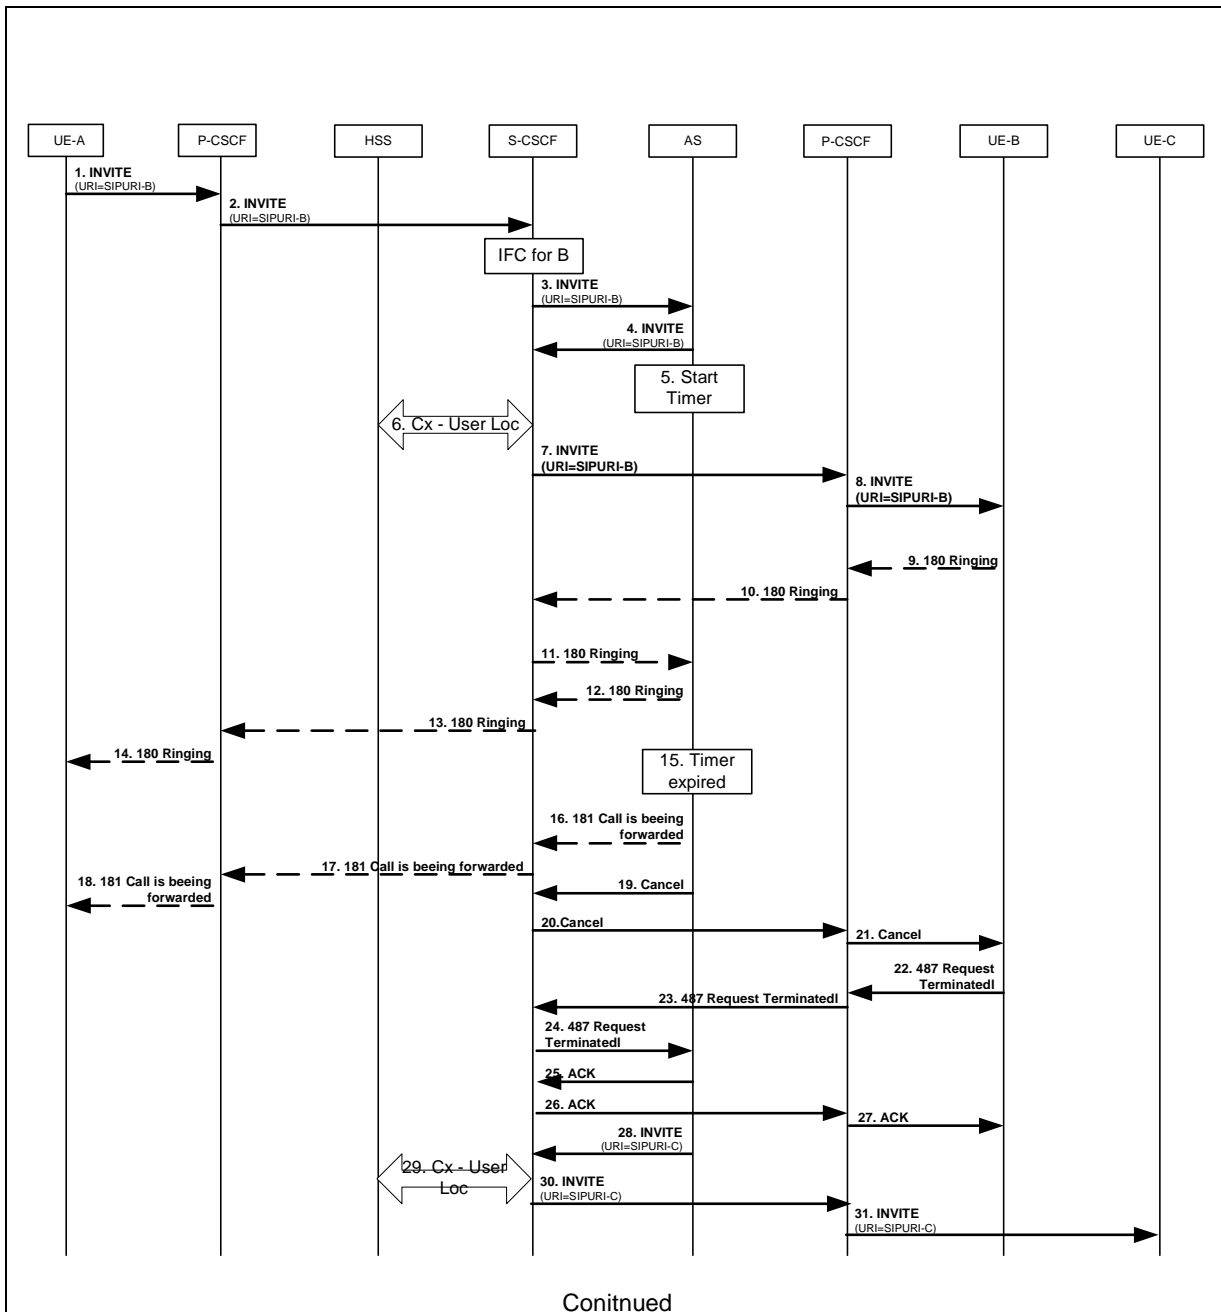 UE-A
P-CSCF
HSS
S-CSCF
AS
P-CSCF
UE-B
UE-C
1. INVITE
(URI=SIPURI-B)
2. INVITE
(URI=SIPURI-B)
IFC for B
3. INVITE
(URI=SIPURI-B)
4. INVITE
(URI=SIPURI-B)
5. Start
Timer
6. Cx - User Loc
7. INVITE
(URI=SIPURI-B)
8. INVITE
(URI=SIPURI-B)
9. 180 Ringing
10. 180 Ringing
11. 180 Ringing
12. 180 Ringing
13. 180 Ringing
14. 180 Ringing
15. Timer
expired
16. 181 Call is beeing
forwarded
17. 181 Call is beeing forwarded
18. 181 Call is beeing
forwarded
19. Cancel
20.Cancel
21. Cancel
22. 487 Request
Terminatedl
23. 487 Request Terminatedl
24. 487 Request
Terminatedl
25. ACK
26. ACK
27. ACK
28. INVITE
(URI=SIPURI-C)
29. Cx - User
Loc
30. INVITE
(URI=SIPURI-C)
31. INVITE
(URI=SIPURI-C)
Conitnued